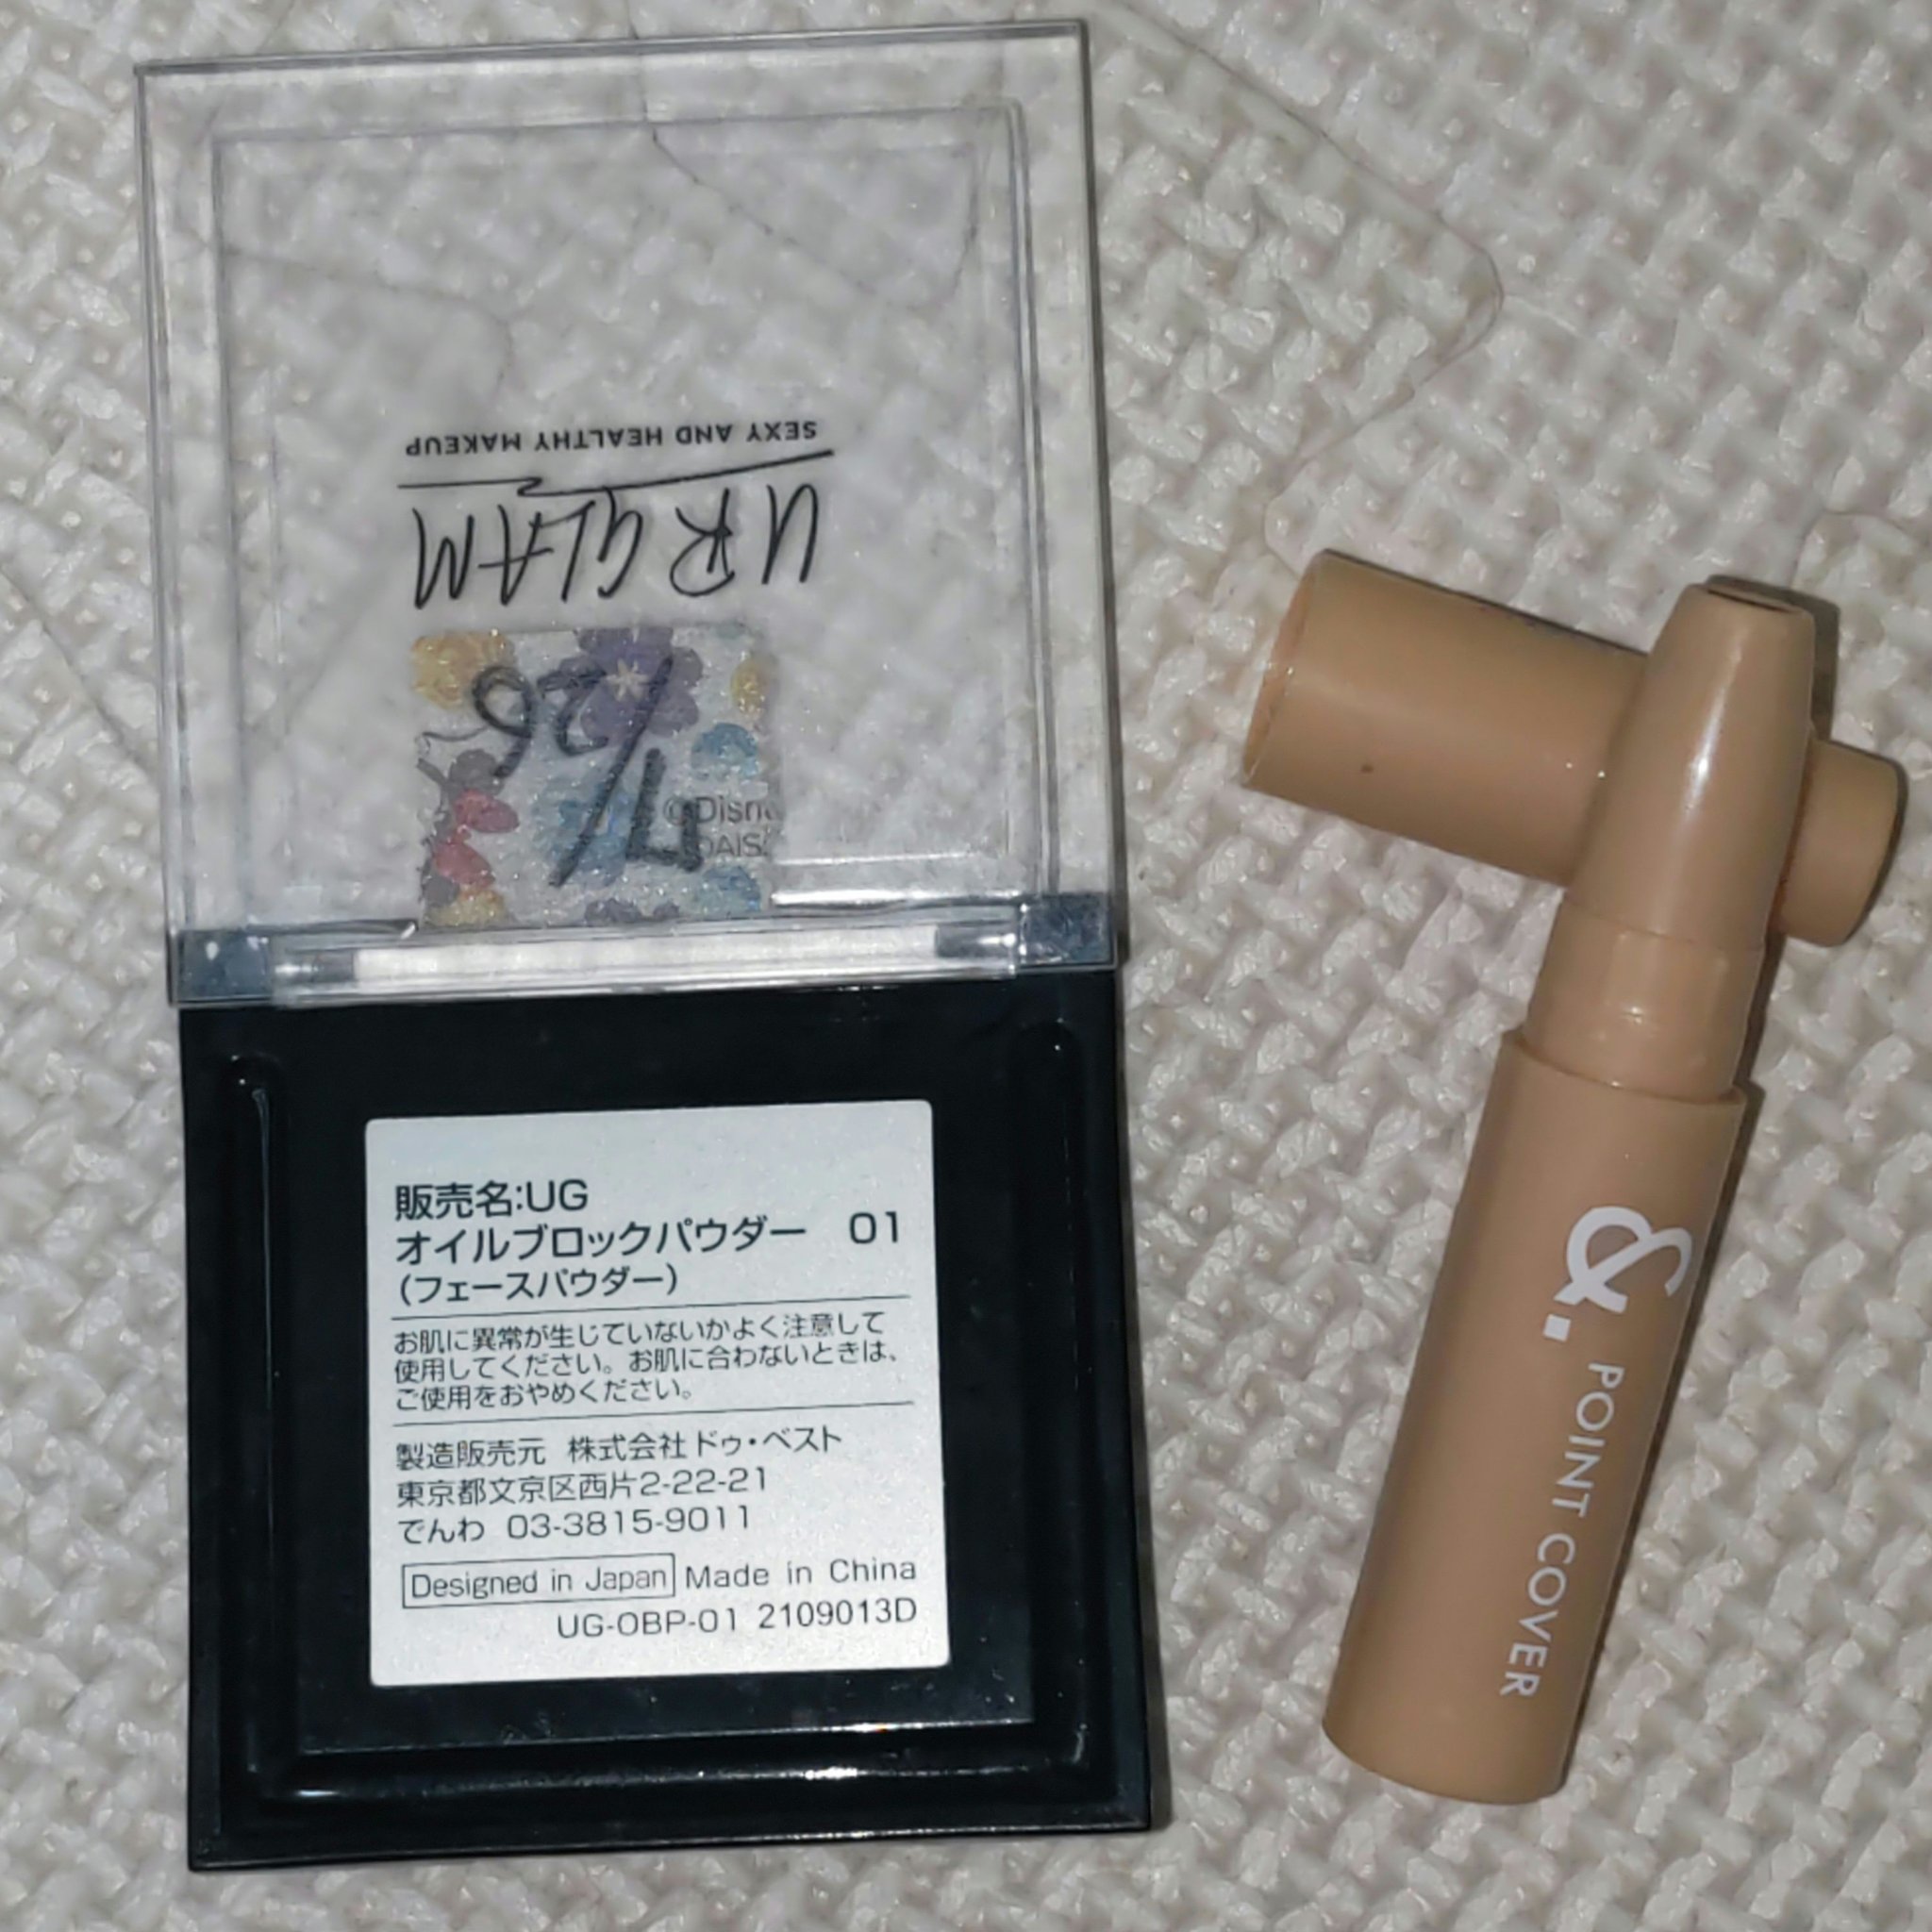 SEXY AND HEALTHY MAKEUP
UR GLAM
7/26
©Disn
DAIS
販売名:UG
オイルブロックパウダー 01
(フェースパウダー)
お肌に異常が生じていないかよく注意して
使用してください。お肌に合わないときは、
ご使用をおやめください。
製造販売元 株式会社ドゥ・ベスト
東京都文京区西片2-22-21
でんわ 03-3815-9011
Designed in Japan Made in China
UG-OBP-01 2109013D
&.
POINT COVER